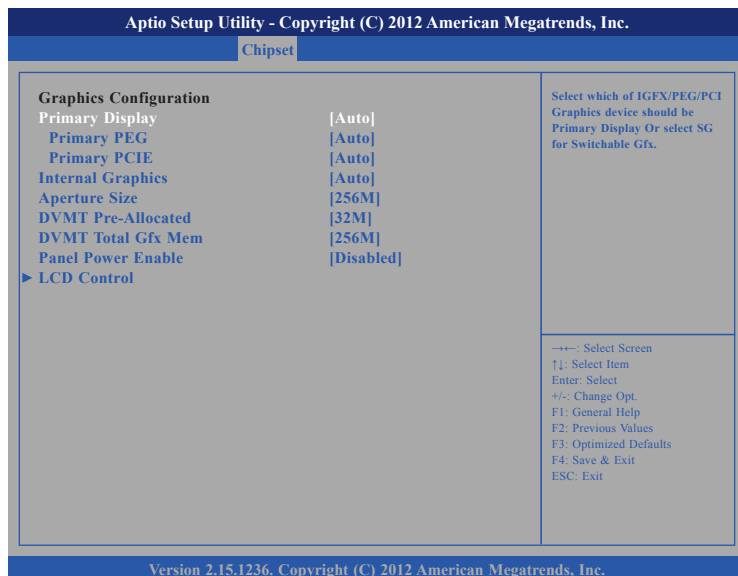 Aptio Setup Utility - Copyright (C) 2012 American Megatrends, Inc.
Chipset
Graphics Configuration
Primary Display [Auto]
Primary PEG [Auto]
Primary PCIE [Auto]
Internal Graphics [Auto]
Aperture Size [256M]
DVMT Pre-Allocated [32M]
DVMT Total Gfx Mem [256M]
Panel Power Enable [Disabled]
► LCD Control
Select which of IGFX/PEG/PCI
Graphics device should be
Primary Display Or select SG
for Switchable Gfx.
→←: Select Screen
↑↓: Select Item
Enter: Select
+/-: Change Opt.
F1: General Help
F2: Previous Values
F3: Optimized Defaults
F4: Save & Exit
ESC: Exit
Version 2.15.1236. Copyright (C) 2012 American Megatrends, Inc.